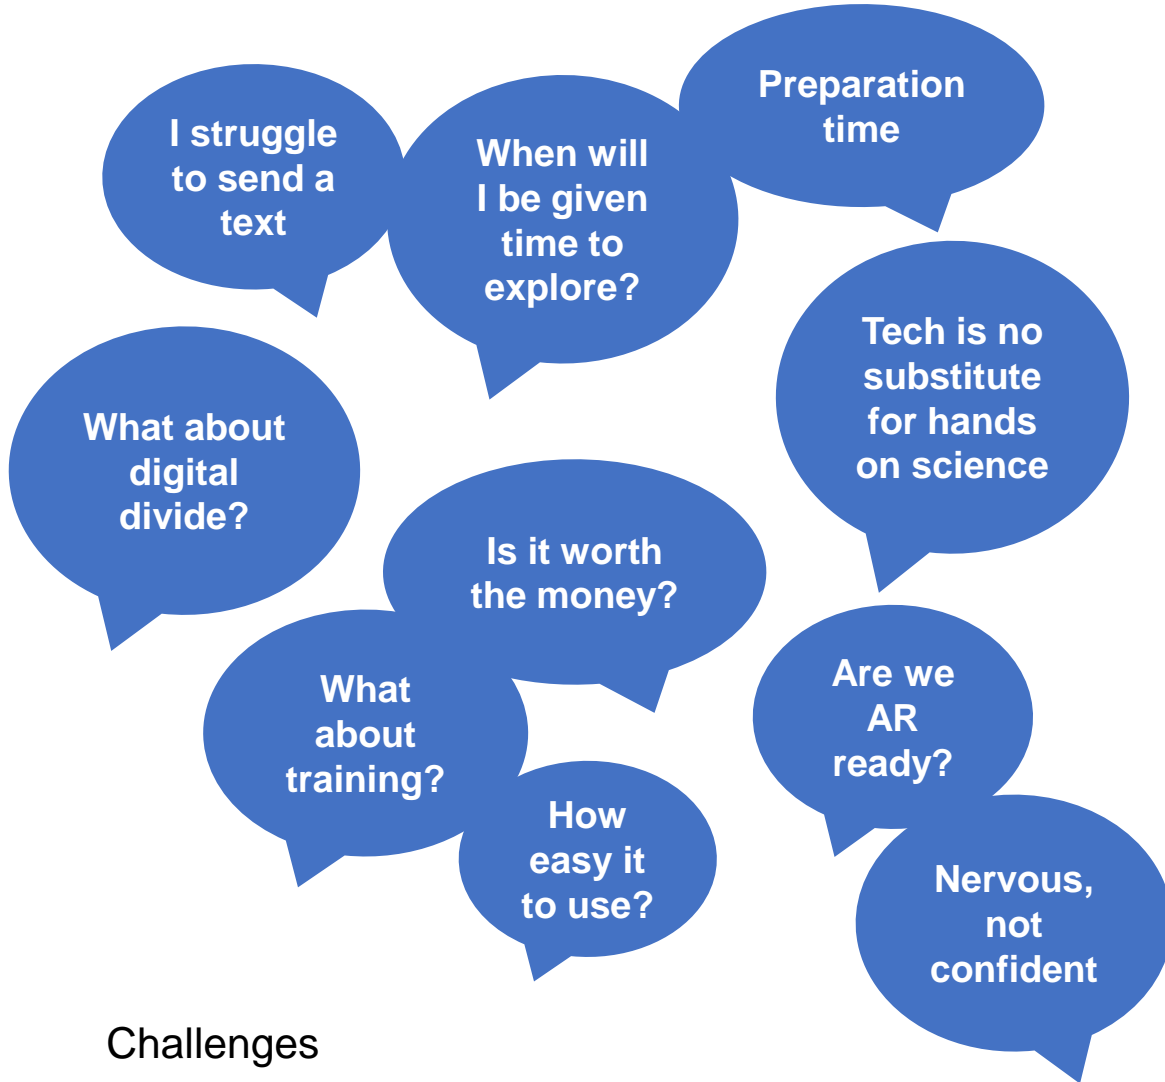 I struggle
to send a
text
When will
I be given
time to
explore?
Preparation
time
What about
digital
divide?
Tech is no
substitute
for hands
on science
Is it worth
the money?
What
about
training?
Are we
AR
ready?
How
easy it
to use?
Nervous,
not
confident
Challenges